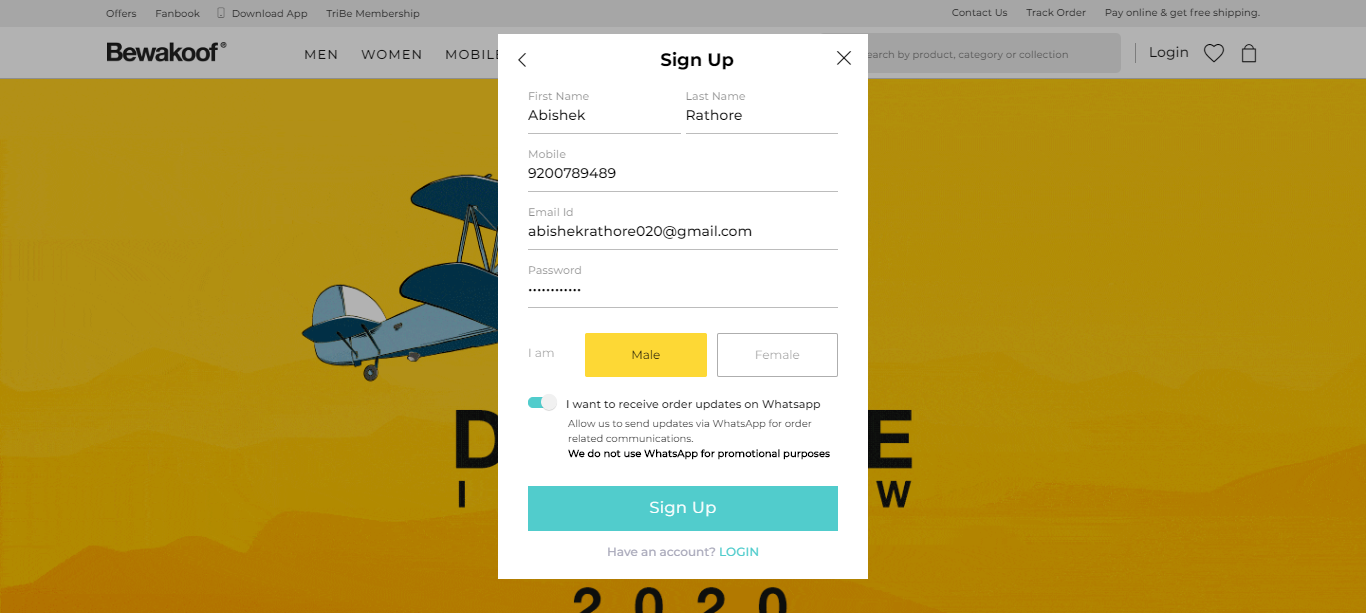 Offers Fanbook Download App TriBe Membership Contact Us Track Order Pay online & get free shipping.
Bewakoof® MEN WOMEN MOBILE earch by product, category or collection Login
Sign Up
First Name Last Name
Abishek Rathore
Mobile
9200789489
Email Id
abishekrathore020@gmail.com
Password
••••••••••••
I am Male Female
I want to receive order updates on Whatsapp
Allow us to send updates via WhatsApp for order
related communications.
We do not use WhatsApp for promotional purposes
D E
I W
Sign Up
Have an account? LOGIN
2020